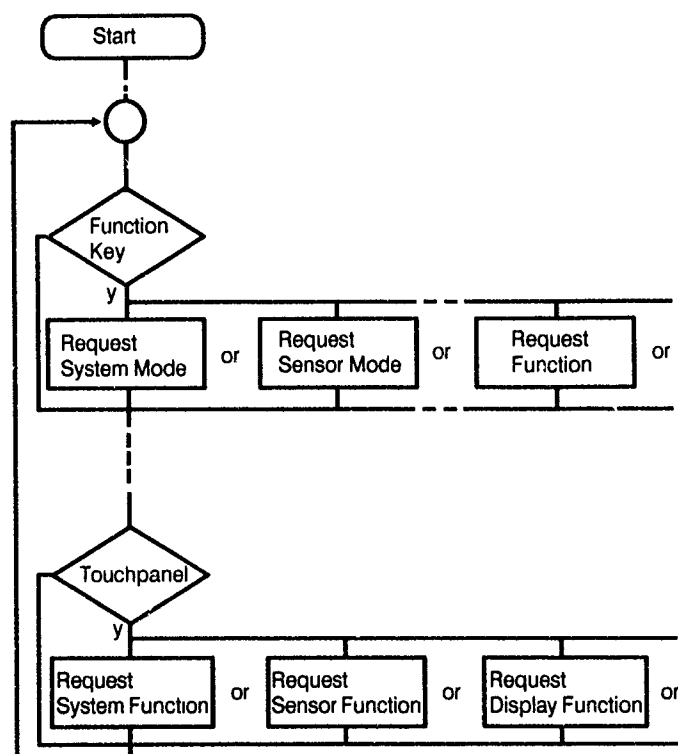 Start
Function
Key
y
Request
System Mode
or
Request
Sensor Mode
or
Request
Function
or
Touchpanel
y
Request
System Function
or
Request
Sensor Function
or
Request
Display Function
or